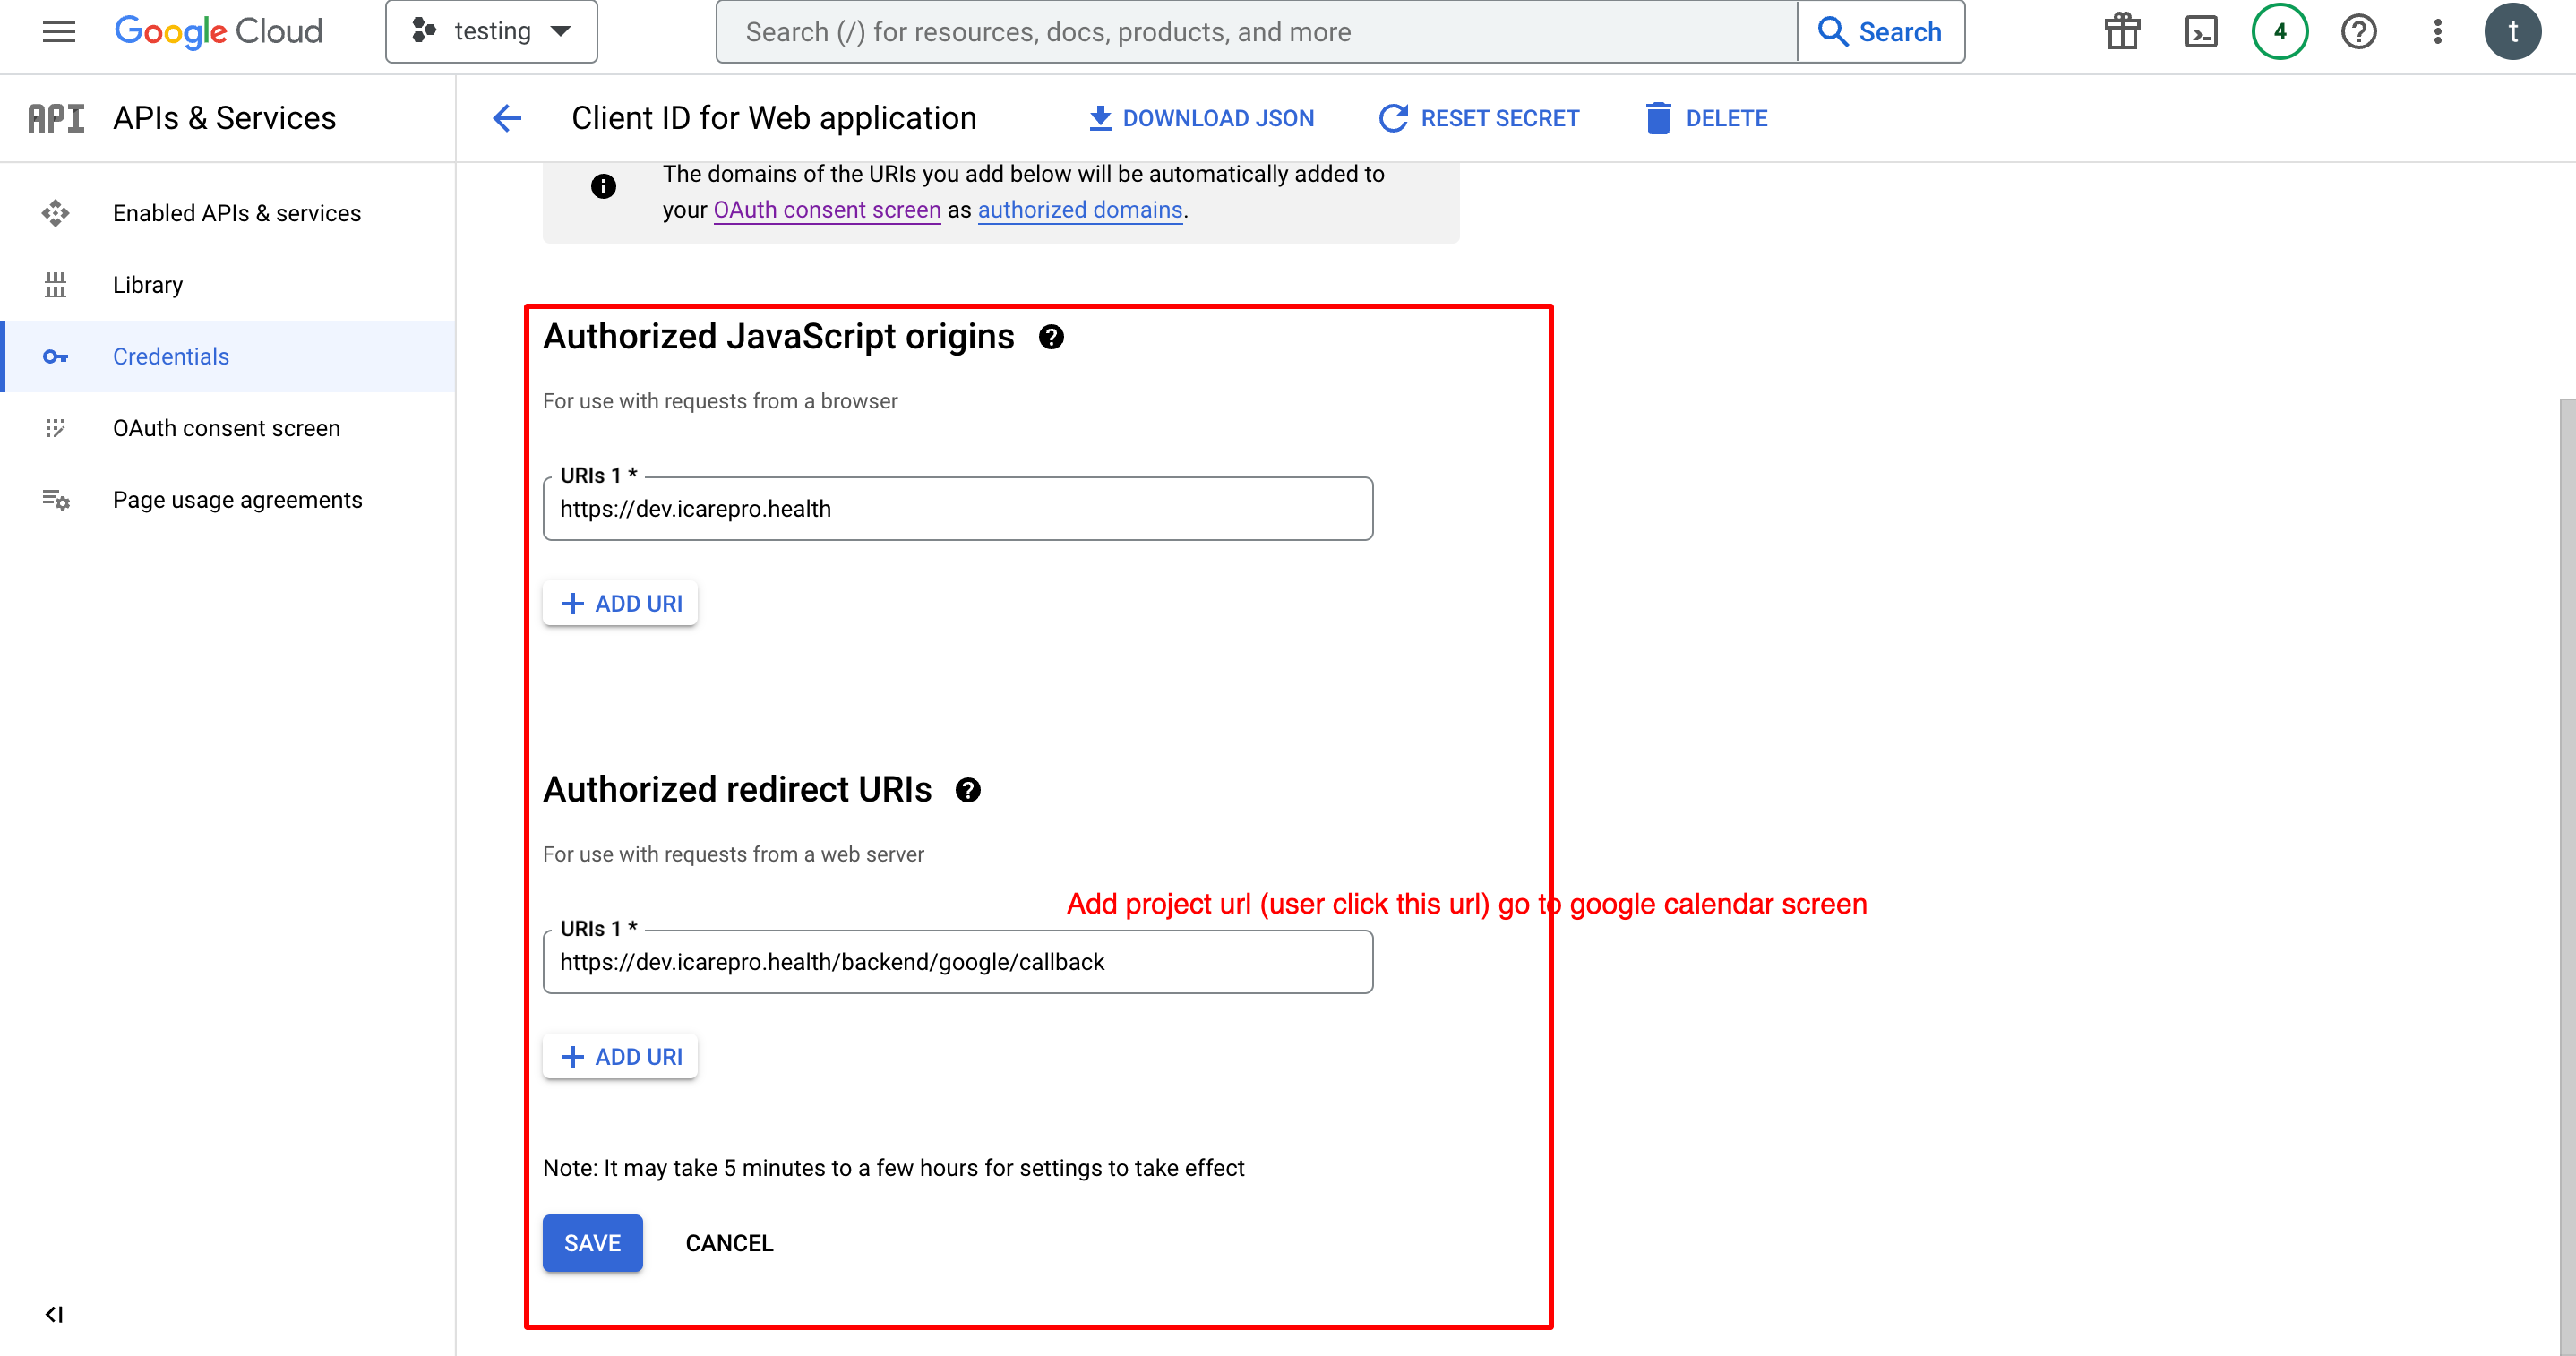 Google Cloud
testing
Search (/) for resources, docs, products, and more
Search
4
t
API
APIs & Services
Client ID for Web application
DOWNLOAD JSON
RESET SECRET
DELETE
Enabled APIs & services
Library
Credentials
OAuth consent screen
Page usage agreements
The domains of the URIs you add below will be automatically added to
your OAuth consent screen as authorized domains.
Authorized JavaScript origins
For use with requests from a browser
URIs 1 *
https://dev.icarepro.health
+ ADD URI
Authorized redirect URIs
For use with requests from a web server
Add project url (user click this url) go to google calendar screen
URIs 1 *
https://dev.icarepro.health/backend/google/callback
+ ADD URI
Note: It may take 5 minutes to a few hours for settings to take effect
SAVE
CANCEL